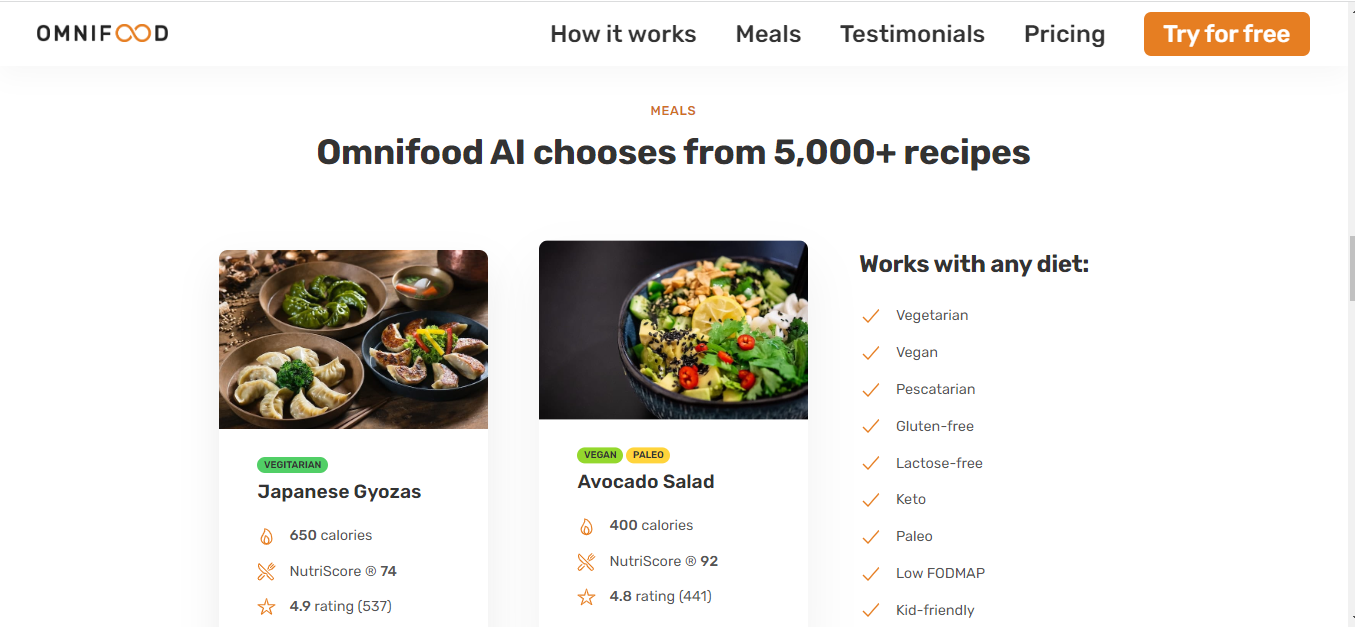 OMNIFOOD
How it works Meals Testimonials Pricing Try for free
MEALS
Omnifood AI chooses from 5,000+ recipes
VEGITARIAN
Japanese Gyozas
650 calories
NutriScore ® 74
4.9 rating (537)
VEGAN PALEO
Avocado Salad
400 calories
NutriScore ® 92
4.8 rating (441)
Works with any diet:
Vegetarian
Vegan
Pescatarian
Gluten-free
Lactose-free
Keto
Paleo
Low FODMAP
Kid-friendly